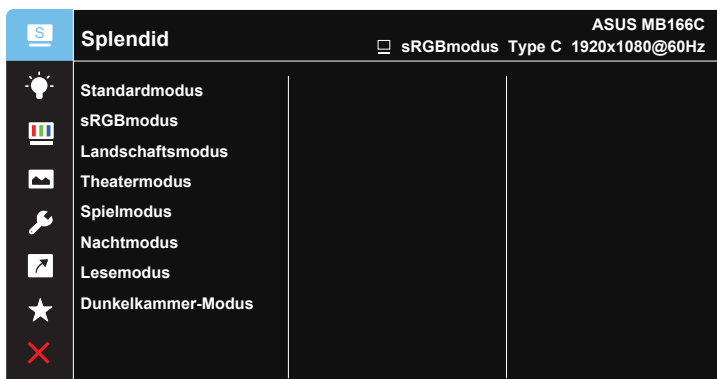 S
Splendid
ASUS MB166C
sRGBmodus Type C 1920x1080@60Hz
Standardmodus
sRGBmodus
Landschaftsmodus
Theatermodus
Spielmodus
Nachtmodus
Lesemodus
Dunkelkammer-Modus